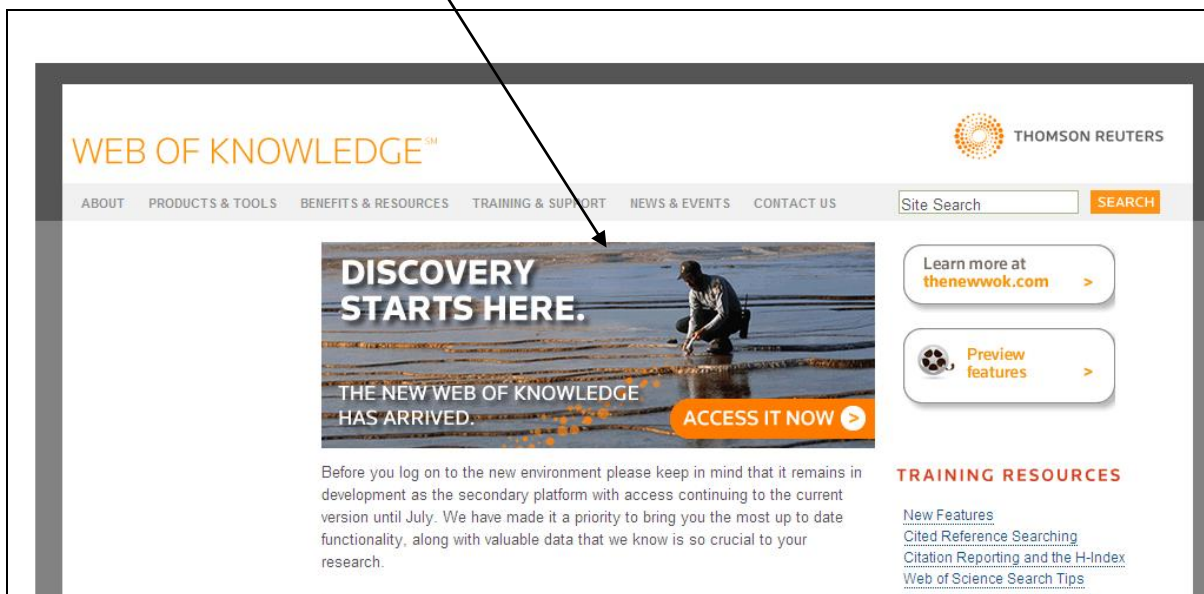 WEB OF KNOWLEDGE℠
THOMSON REUTERS
ABOUT PRODUCTS & TOOLS BENEFITS & RESOURCES TRAINING & SUPPORT NEWS & EVENTS CONTACT US
Site Search SEARCH
DISCOVERY
STARTS HERE.
THE NEW WEB OF KNOWLEDGE
HAS ARRIVED.
ACCESS IT NOW >
Learn more at
thenewwok.com >
Preview
features >
Before you log on to the new environment please keep in mind that it remains in
development as the secondary platform with access continuing to the current
version until July. We have made it a priority to bring you the most up to date
functionality, along with valuable data that we know is so crucial to your
research.
TRAINING RESOURCES
New Features
Cited Reference Searching
Citation Reporting and the H-Index
Web of Science Search Tips